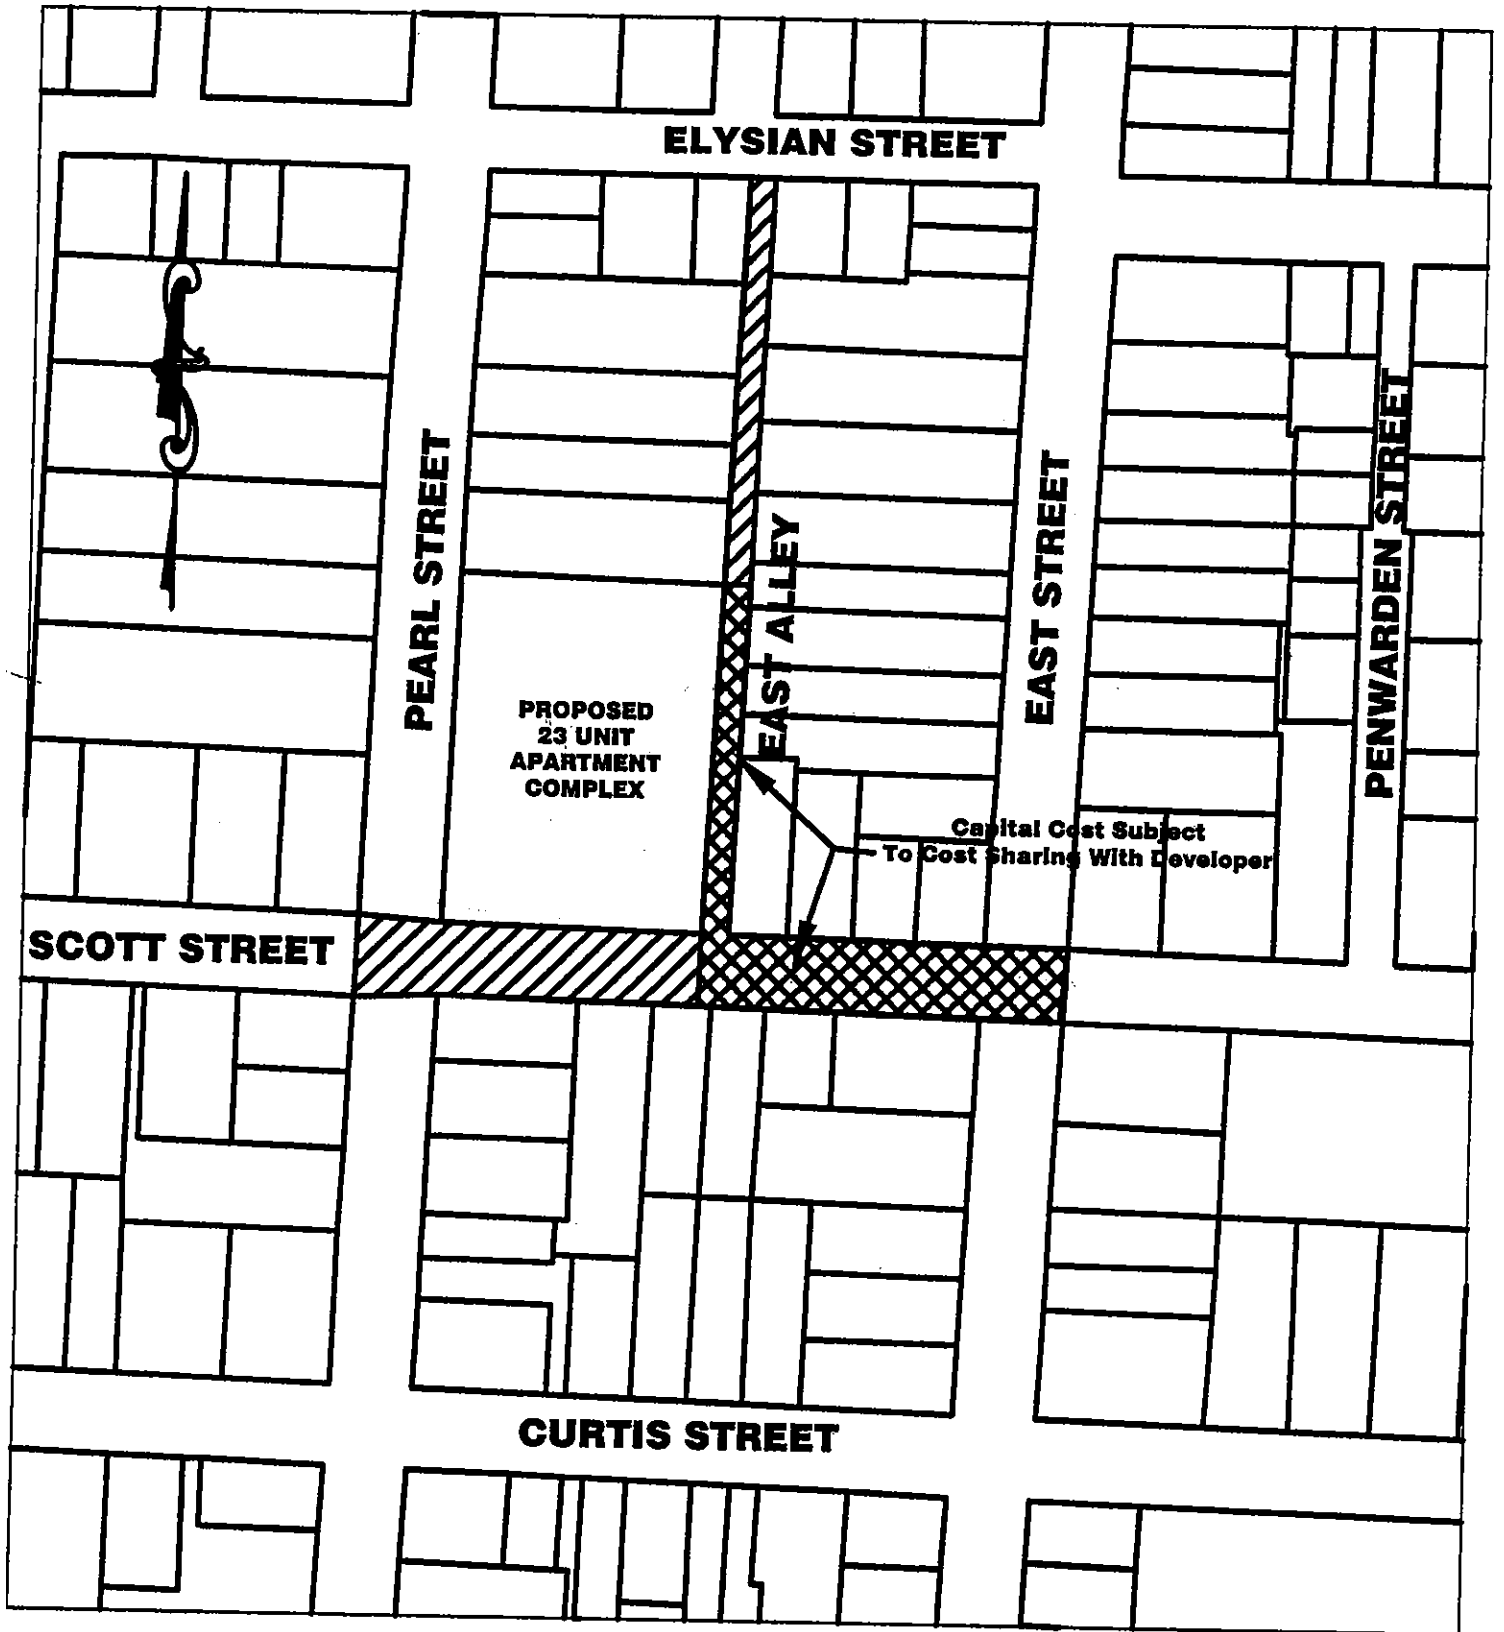 ELYSIAN STREET
PEARL STREET
EAST ALLEY
EAST STREET
PENWARDEN STREET
PROPOSED
23 UNIT
APARTMENT
COMPLEX
Capital Cost Subject
To Cost Sharing With Developer
SCOTT STREET
CURTIS STREET